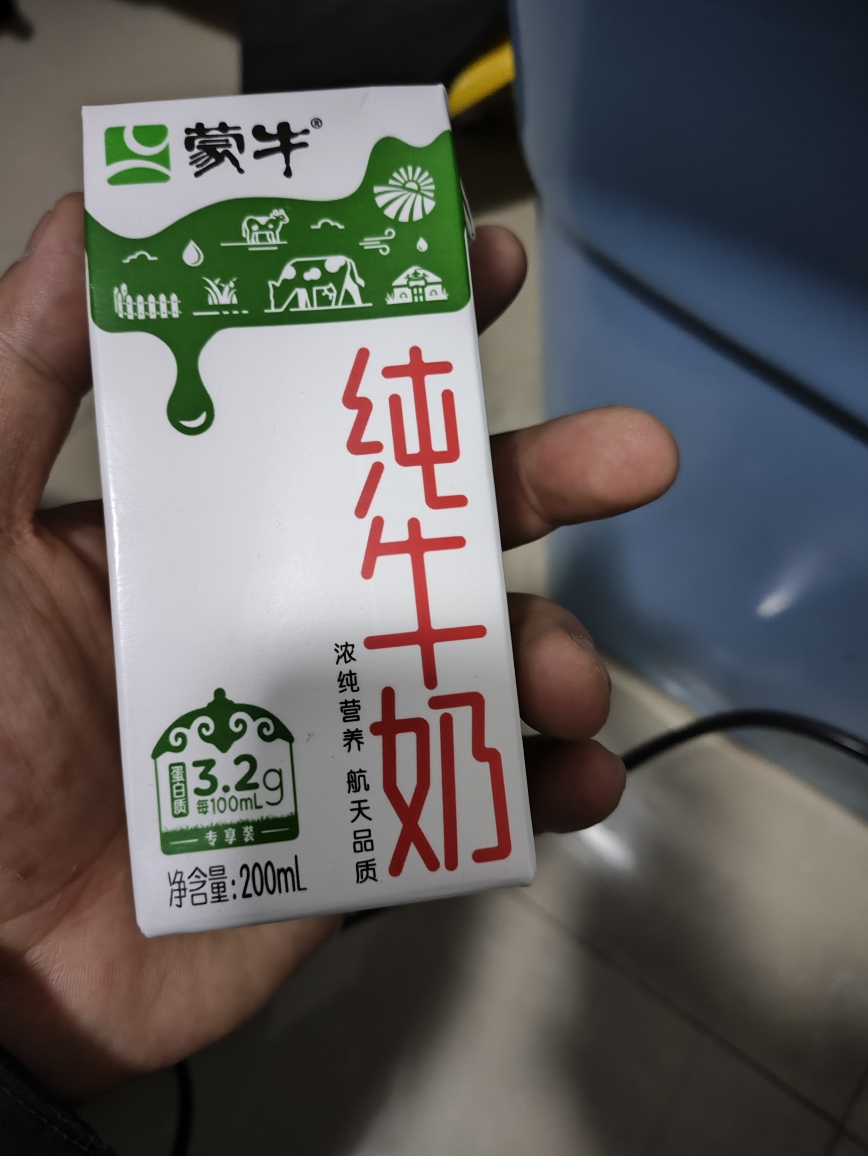 蒙牛®
纯牛奶
浓纯营养 航天品质
蛋白质
3.2g
每100mL
专享装
净含量:200mL